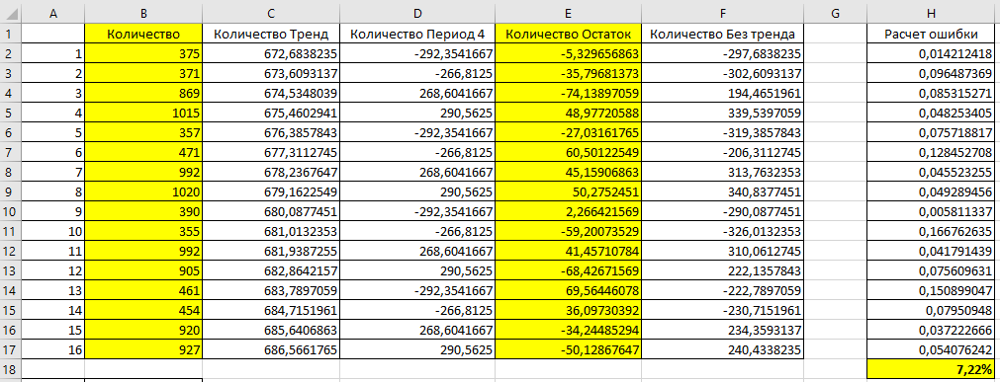 A B C D E F G H
1 Количество Количество Тренд Количество Период 4 Количество Остаток Количество Без тренда Расчет ошибки
2 1 375 672,6838235 -292,3541667 -5,329656863 -297,6838235 0,014212418
3 2 371 673,6093137 -266,8125 -35,79681373 -302,6093137 0,096487369
4 3 869 674,5348039 268,6041667 -74,13897059 194,4651961 0,085315271
5 4 1015 675,4602941 290,5625 48,97720588 339,5397059 0,048253405
6 5 357 676,3857843 -292,3541667 -27,03161765 -319,3857843 0,075718817
7 6 471 677,3112745 -266,8125 60,50122549 -206,3112745 0,128452708
8 7 992 678,2367647 268,6041667 45,15906863 313,7632353 0,045523255
9 8 1020 679,1622549 290,5625 50,2752451 340,8377451 0,049289456
10 9 390 680,0877451 -292,3541667 2,266421569 -290,0877451 0,005811337
11 10 355 681,0132353 -266,8125 -59,20073529 -326,0132353 0,166762635
12 11 992 681,9387255 268,6041667 41,45710784 310,0612745 0,041791439
13 12 905 682,8642157 290,5625 -68,42671569 222,1357843 0,075609631
14 13 461 683,7897059 -292,3541667 69,56446078 -222,7897059 0,150899047
15 14 454 684,7151961 -266,8125 36,09730392 -230,7151961 0,07950948
16 15 920 685,6406863 268,6041667 -34,24485294 234,3593137 0,037222666
17 16 927 686,5661765 290,5625 -50,12867647 240,4338235 0,054076242
18 7,22%